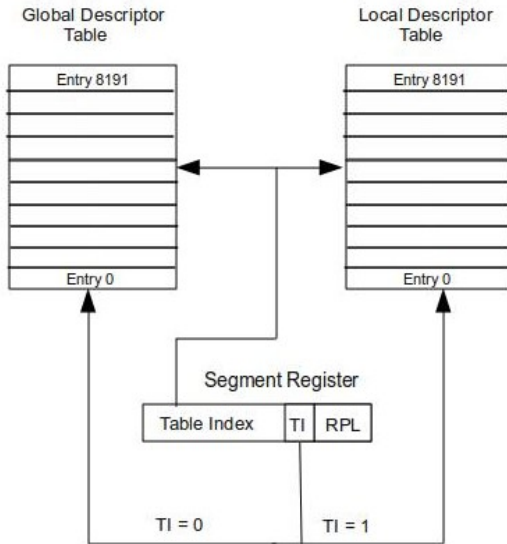 Global Descriptor
Table
Local Descriptor
Table
Entry 8191
Entry 8191
Entry 0
Entry 0
Segment Register
Table Index TI RPL
TI = 0
TI = 1